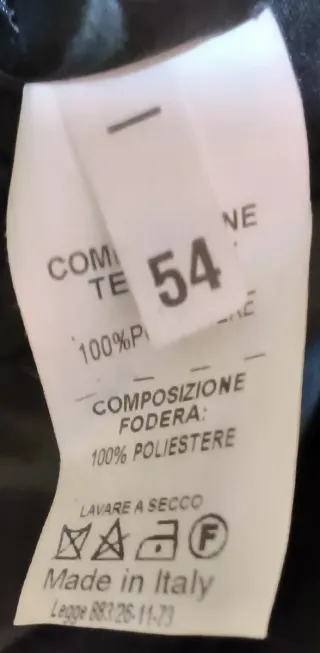 54
COMPOSIZIONE
FODERA:
100% POLIESTERE
LAVARE A SECCO
F
Made in Italy
Legge 883/26-11-73